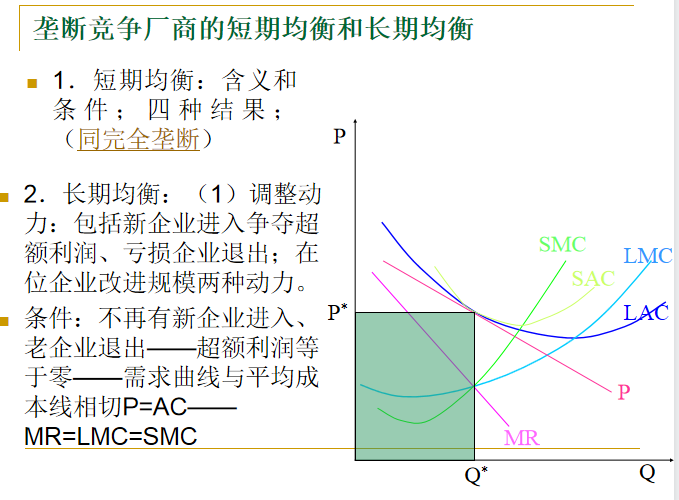 垄断竞争厂商的短期均衡和长期均衡
1．短期均衡：含义和
条件；四种结果；
（同完全垄断）
2．长期均衡：（1）调整动
力：包括新企业进入争夺超
额利润、亏损企业退出；在
位企业改进规模两种动力。
条件：不再有新企业进入、
老企业退出——超额利润等
于零——需求曲线与平均成
本线相切P=AC——
MR=LMC=SMC
P
SMC
LMC
SAC
P*
LAC
P
MR
Q*
Q